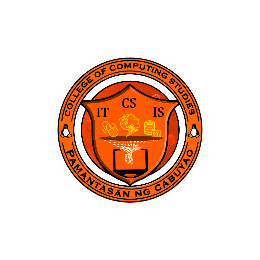 COLLEGE OF COMPUTING STUDIES
CS
IT IS
PAMANTASAN NG CABUYAO